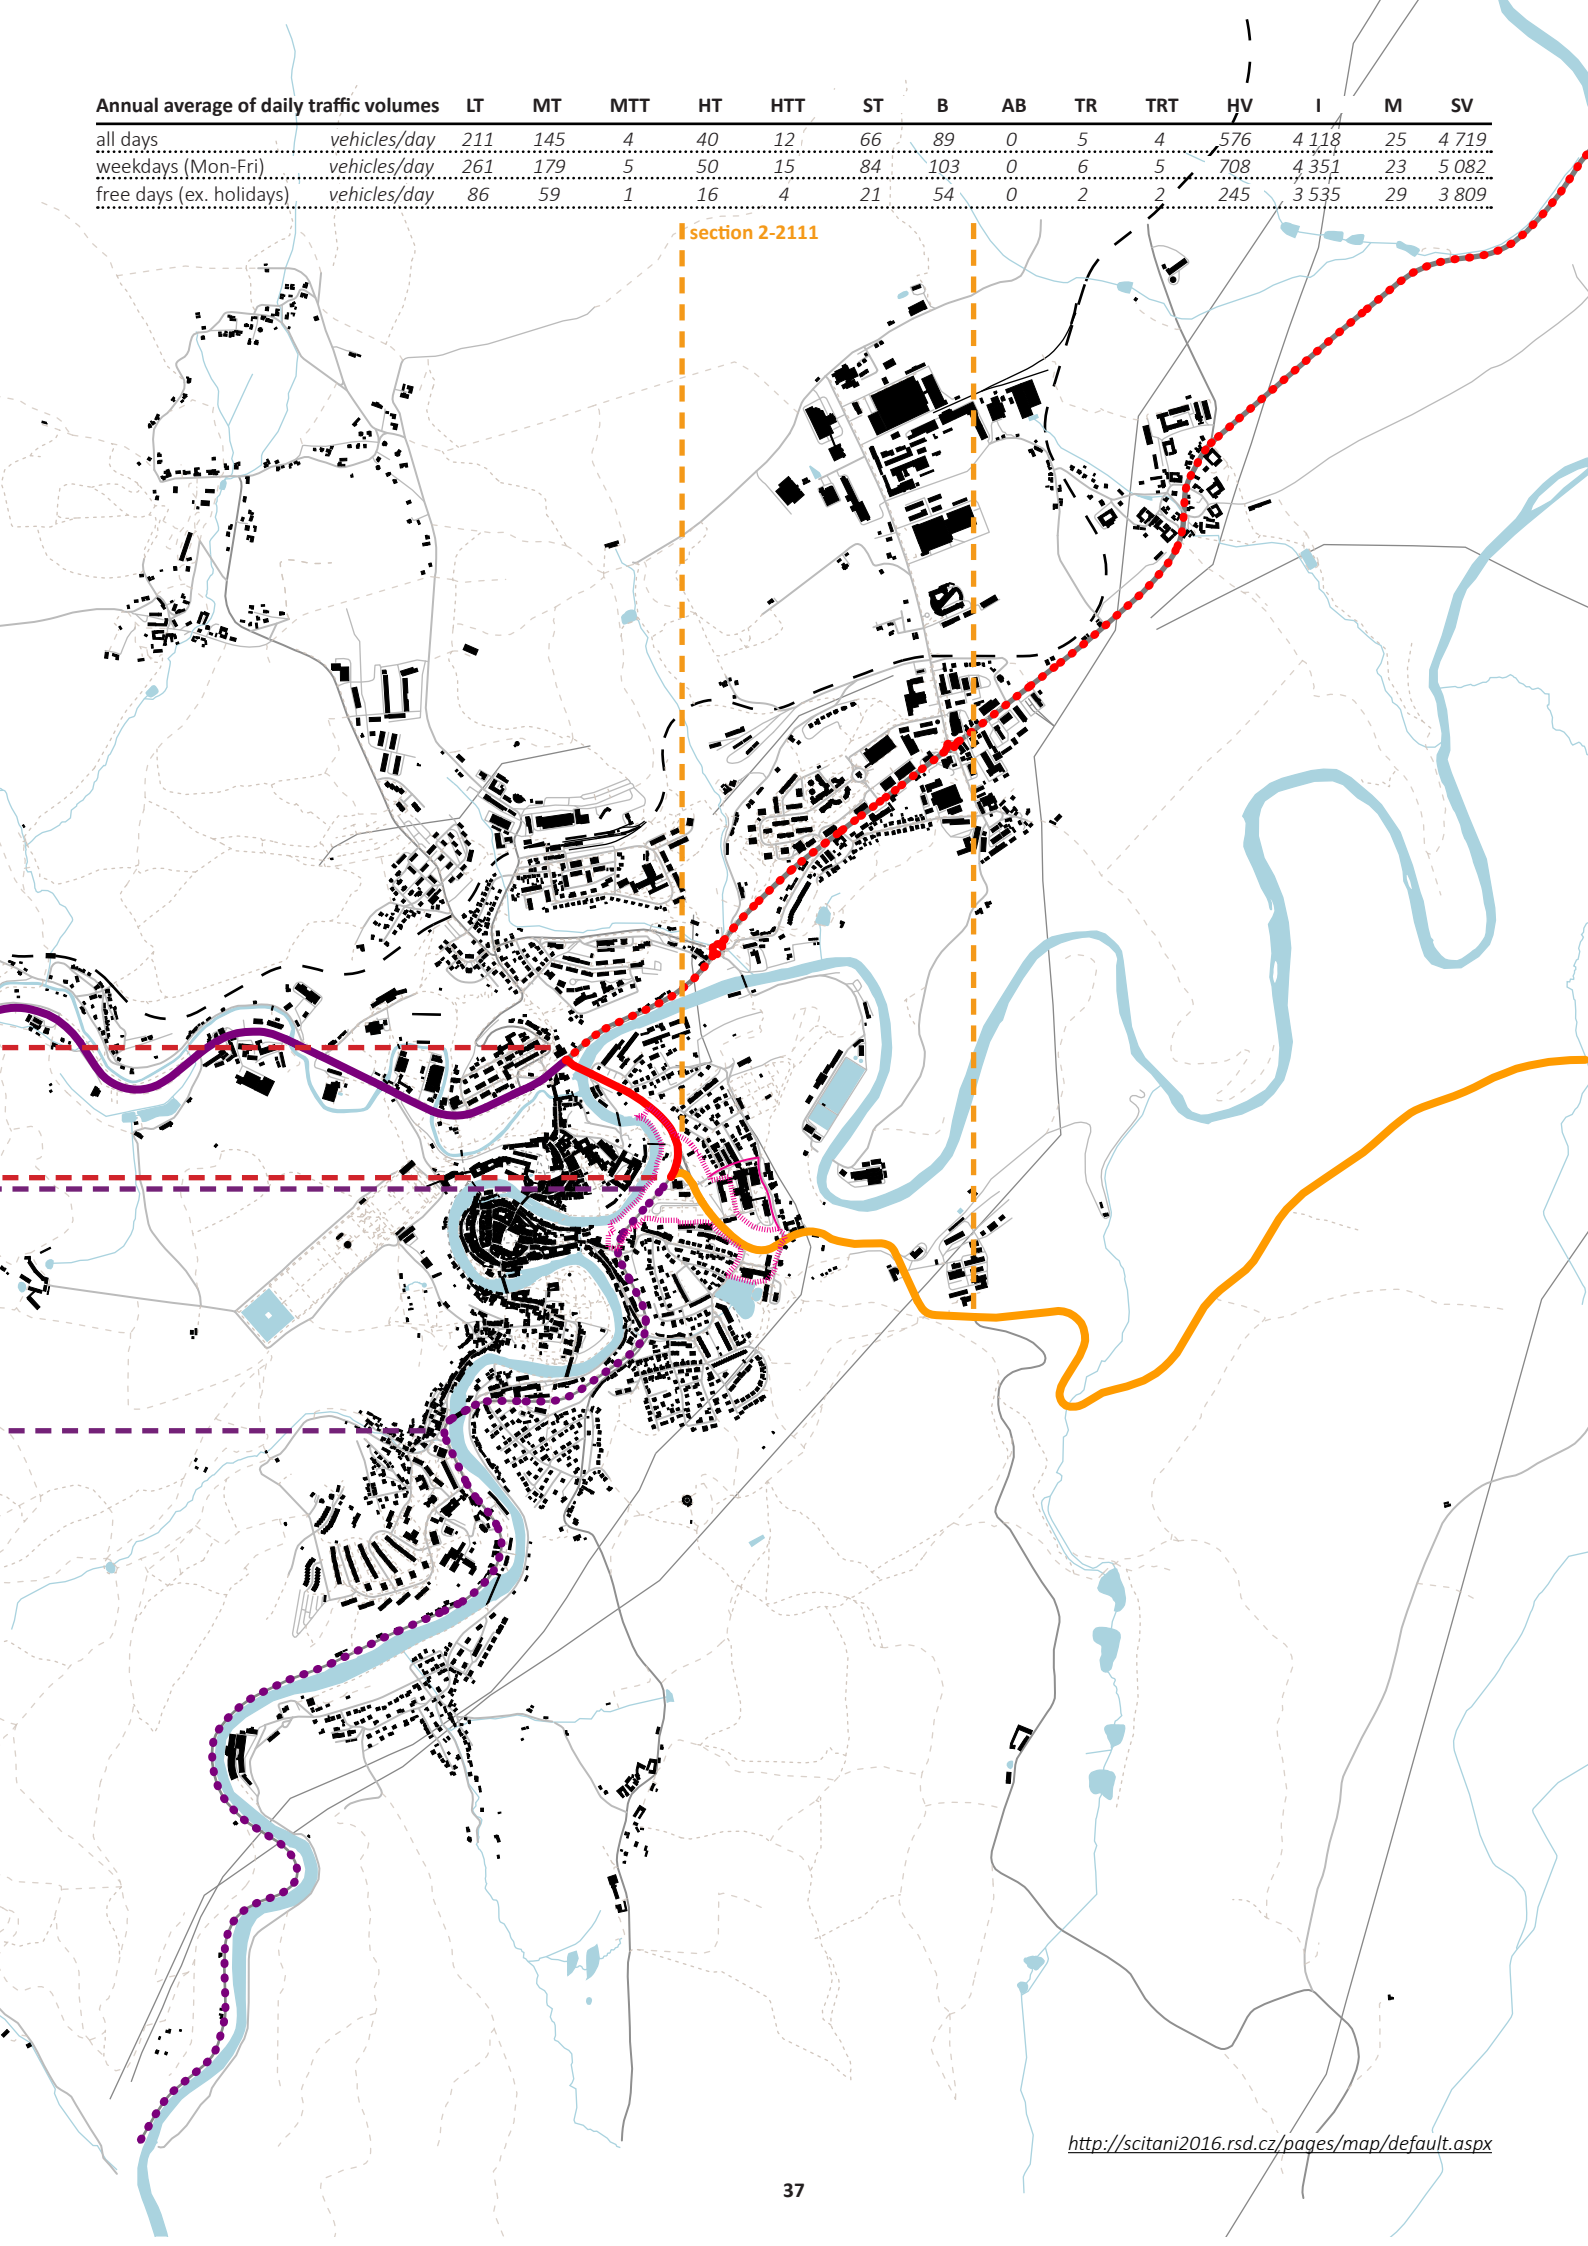 Annual average of daily traffic volumes LT MT MTT HT HTT ST B AB TR TRT HV I M SV
all days vehicles/day 211 145 4 40 12 66 89 0 5 4 576 4 118 25 4 719
weekdays (Mon-Fri) vehicles/day 261 179 5 50 15 84 103 0 6 5 708 4 351 23 5 082
free days (ex. holidays) vehicles/day 86 59 1 16 4 21 54 0 2 2 245 3 535 29 3 809
section 2-2111
http://scitani2016.rsd.cz/pages/map/default.aspx
37